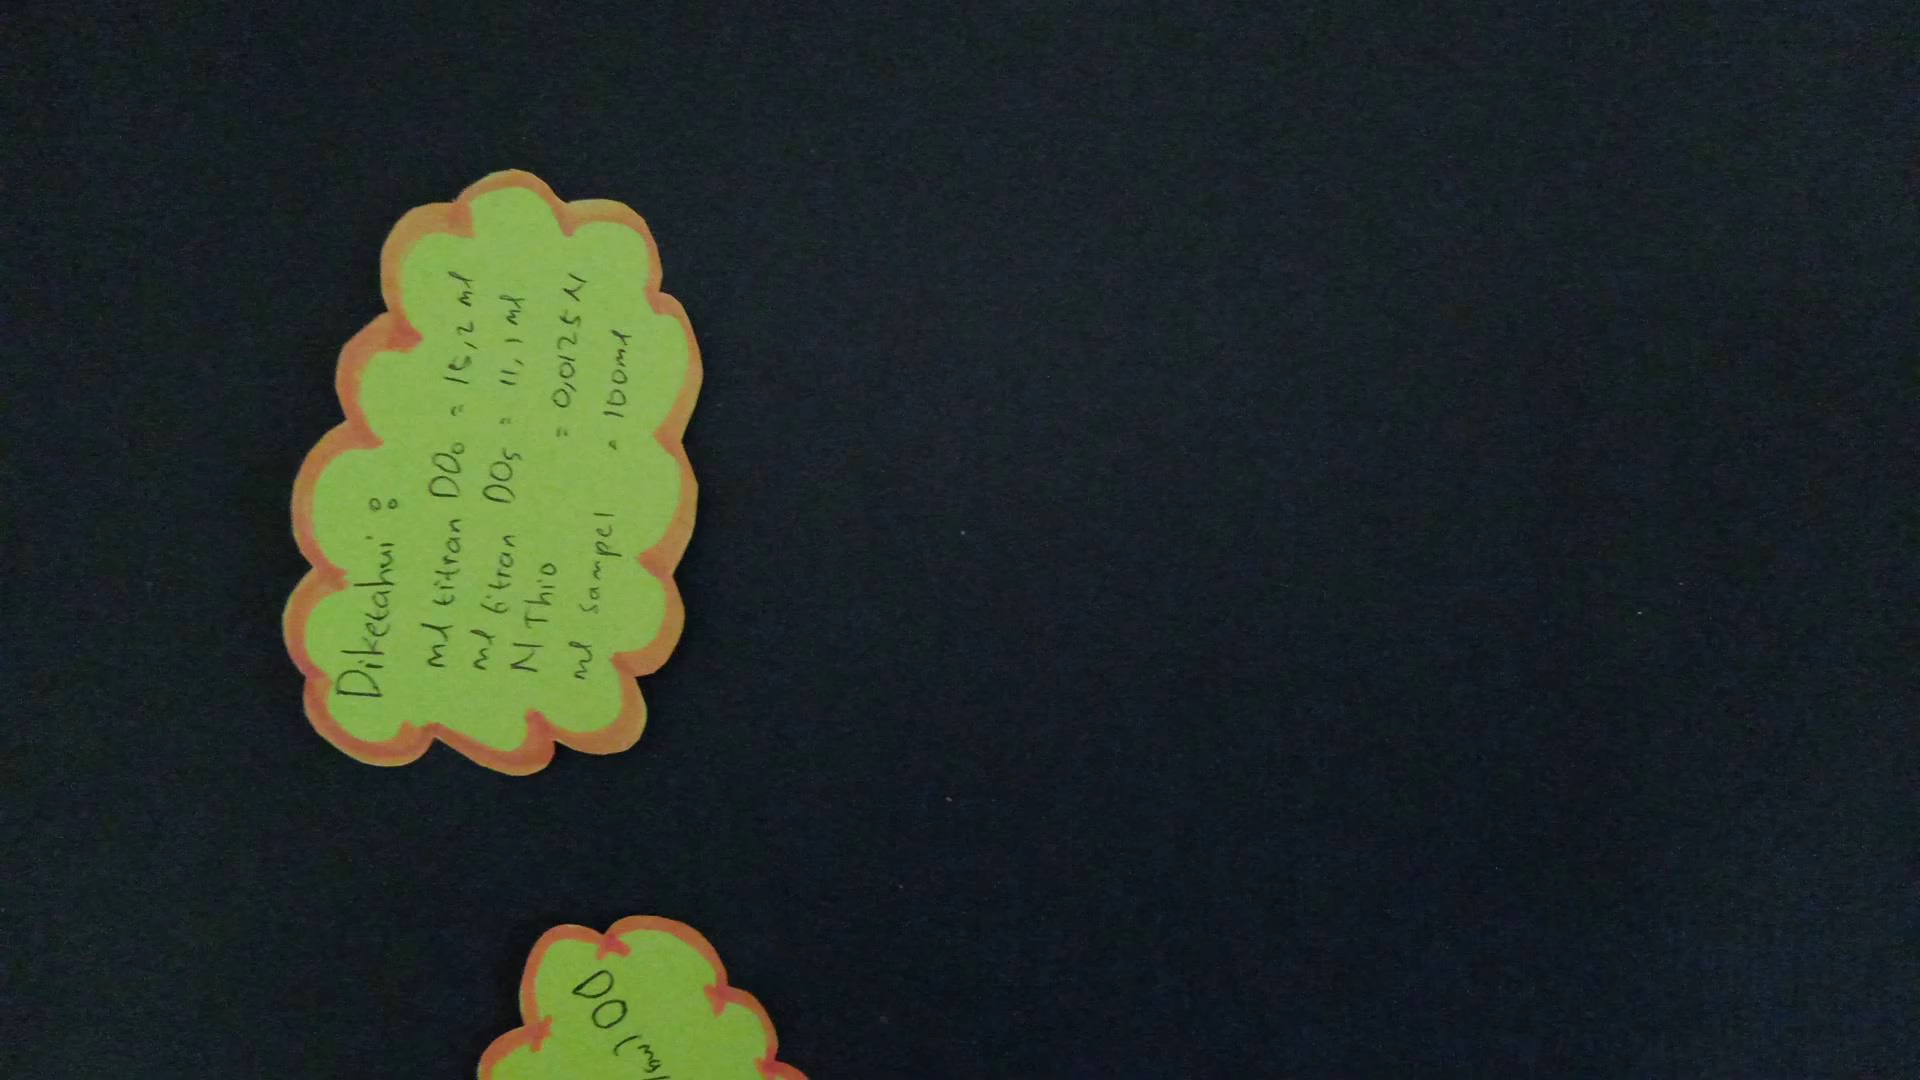 Diketahui :
ml titran DO₀ = 15,2 ml
ml titran DO₅ = 11,1 ml
N Thio = 0,0125 N
ml sampel = 100ml
DO